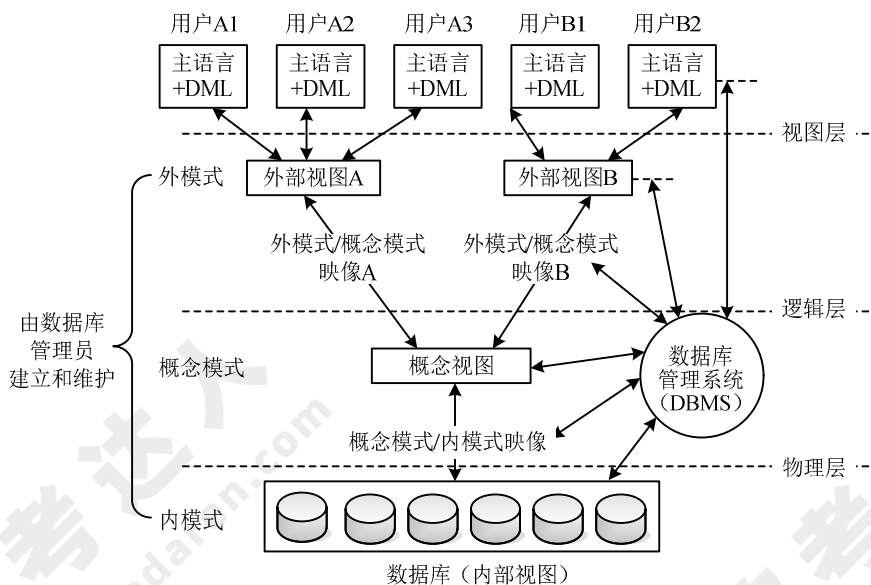 用户A1 用户A2 用户A3 用户B1 用户B2
主语言 主语言 主语言 主语言 主语言
+DML +DML +DML +DML +DML
视图层
外模式 外部视图A 外部视图B
外模式/概念模式 外模式/概念模式
映像A 映像B
逻辑层
由数据库
管理员
建立和维护
概念模式 概念视图
数据库
管理系统
（DBMS）
概念模式/内模式映像
物理层
内模式
数据库（内部视图）
考达人